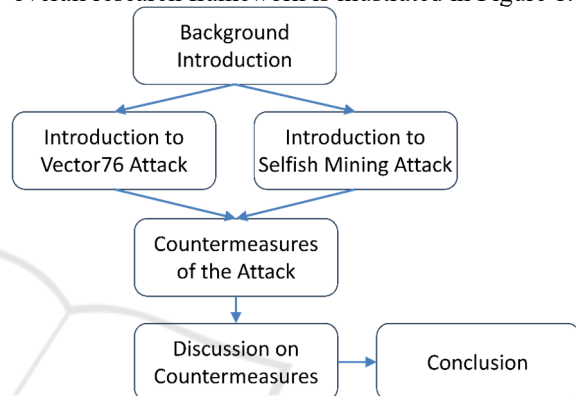 overall research framework is illustrated in Figure 1.
Background
Introduction
Introduction to
Vector76 Attack
Introduction to
Selfish Mining Attack
Countermeasures
of the Attack
Discussion on
Countermeasures
Conclusion